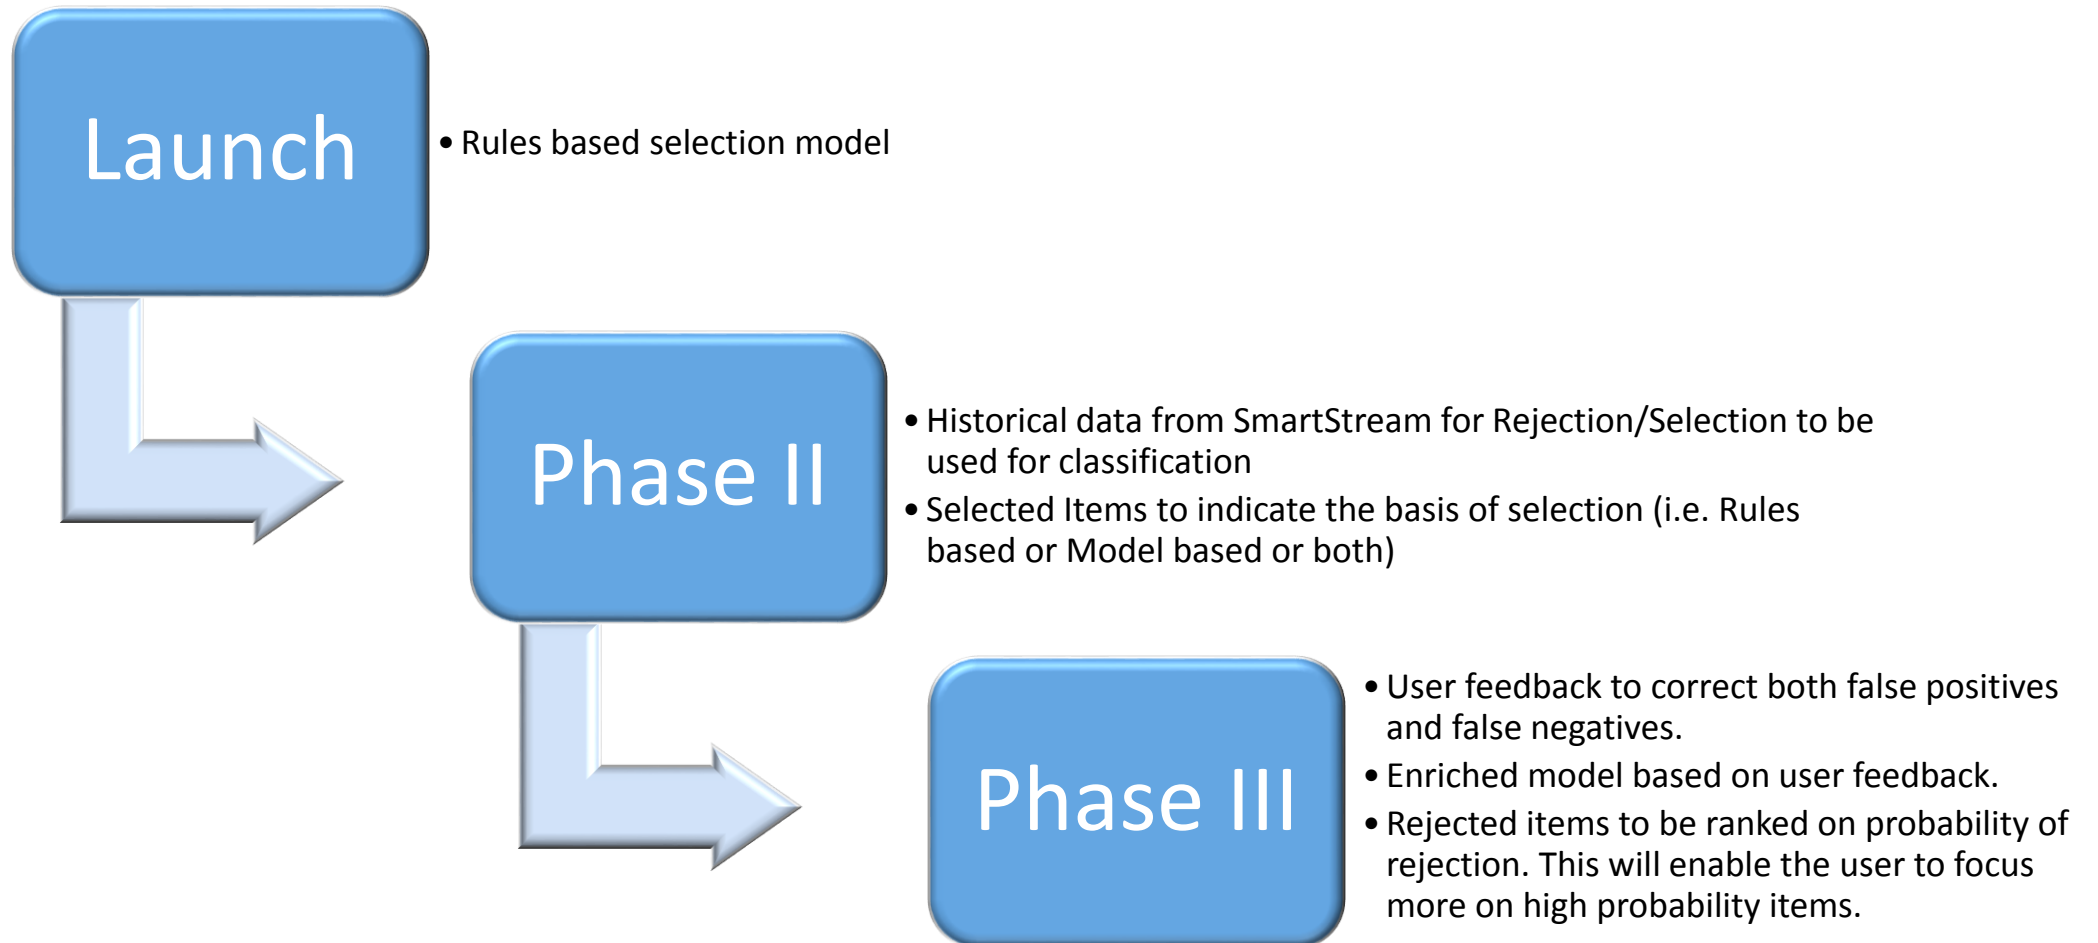 Launch
• Rules based selection model
Phase II
• Historical data from SmartStream for Rejection/Selection to be
used for classification
• Selected Items to indicate the basis of selection (i.e. Rules
based or Model based or both)
Phase III
• User feedback to correct both false positives
and false negatives.
• Enriched model based on user feedback.
• Rejected items to be ranked on probability of
rejection. This will enable the user to focus
more on high probability items.